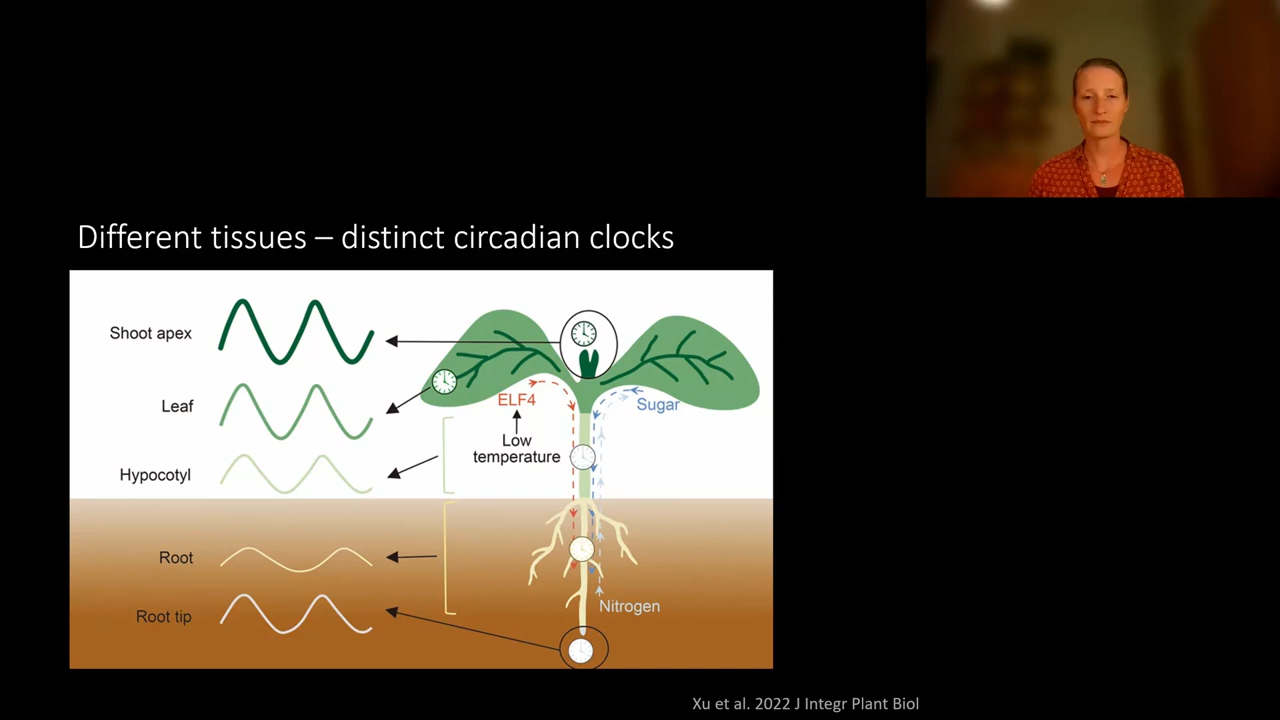 Different tissues – distinct circadian clocks
Shoot apex
Leaf
Hypocotyl
Root
Root tip
ELF4
Low
temperature
Sugar
Nitrogen
Xu et al. 2022 J Integr Plant Biol